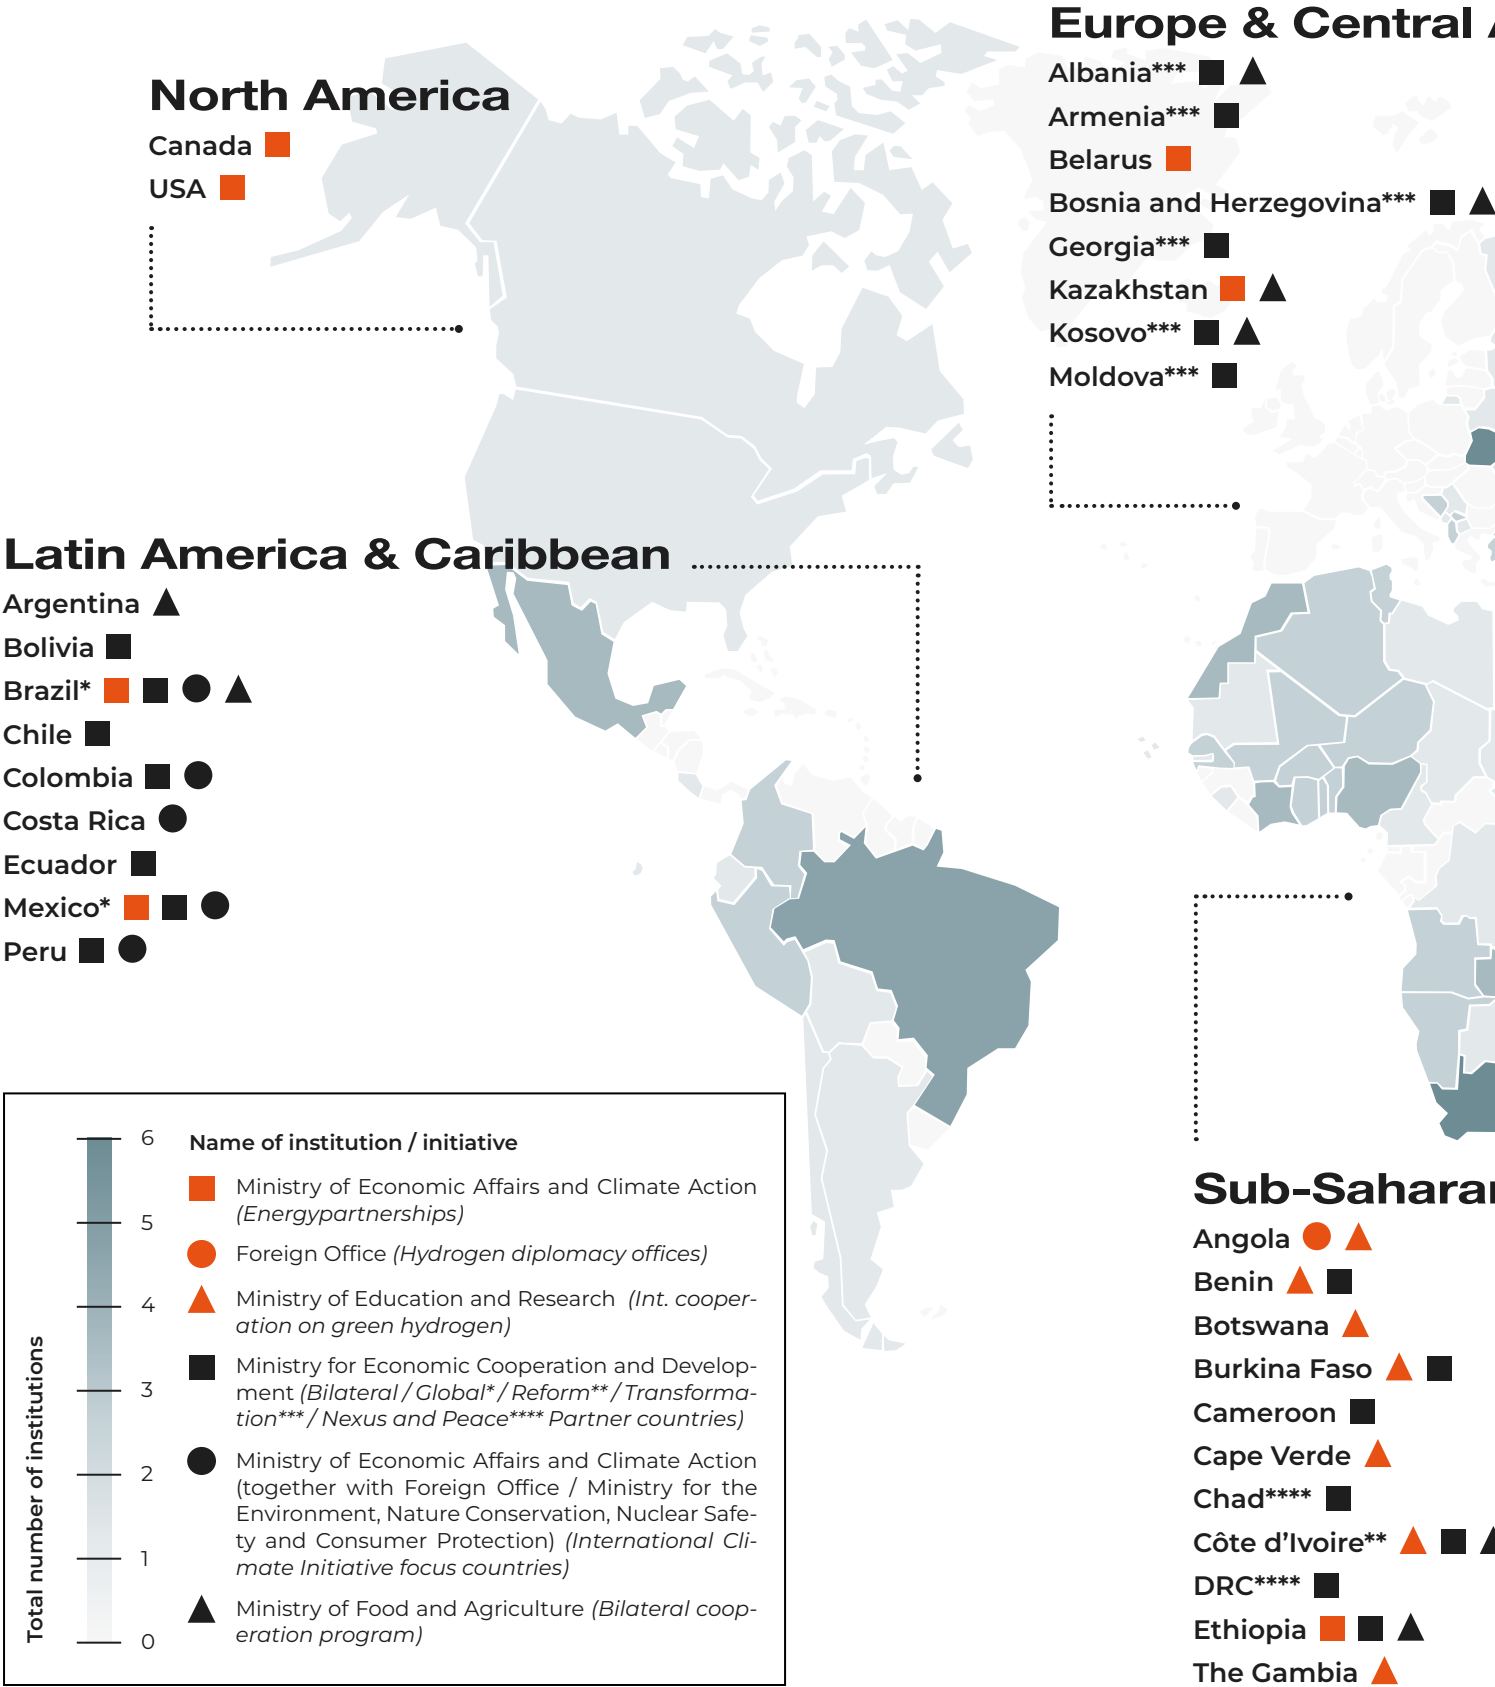 North America
Canada
USA
Europe & Central
Albania***
Armenia***
Belarus
Bosnia and Herzegovina***
Georgia***
Kazakhstan
Kosovo***
Moldova***
Latin America & Caribbean
Argentina
Bolivia
Brazil*
Chile
Colombia
Costa Rica
Ecuador
Mexico*
Peru
Total number of institutions
6
5
4
3
2
1
0
Name of institution / initiative
Ministry of Economic Affairs and Climate Action
(Energypartnerships)
Foreign Office (Hydrogen diplomacy offices)
Ministry of Education and Research (Int. cooper-
ation on green hydrogen)
Ministry for Economic Cooperation and Develop-
ment (Bilateral / Global* / Reform** / Transforma-
tion*** / Nexus and Peace**** Partner countries)
Ministry of Economic Affairs and Climate Action
(together with Foreign Office / Ministry for the
Environment, Nature Conservation, Nuclear Safe-
ty and Consumer Protection) (International Cli-
mate Initiative focus countries)
Ministry of Food and Agriculture (Bilateral coop-
eration program)
Sub-Saharan
Angola
Benin
Botswana
Burkina Faso
Cameroon
Cape Verde
Chad****
Côte d'Ivoire**
DRC****
Ethiopia
The Gambia